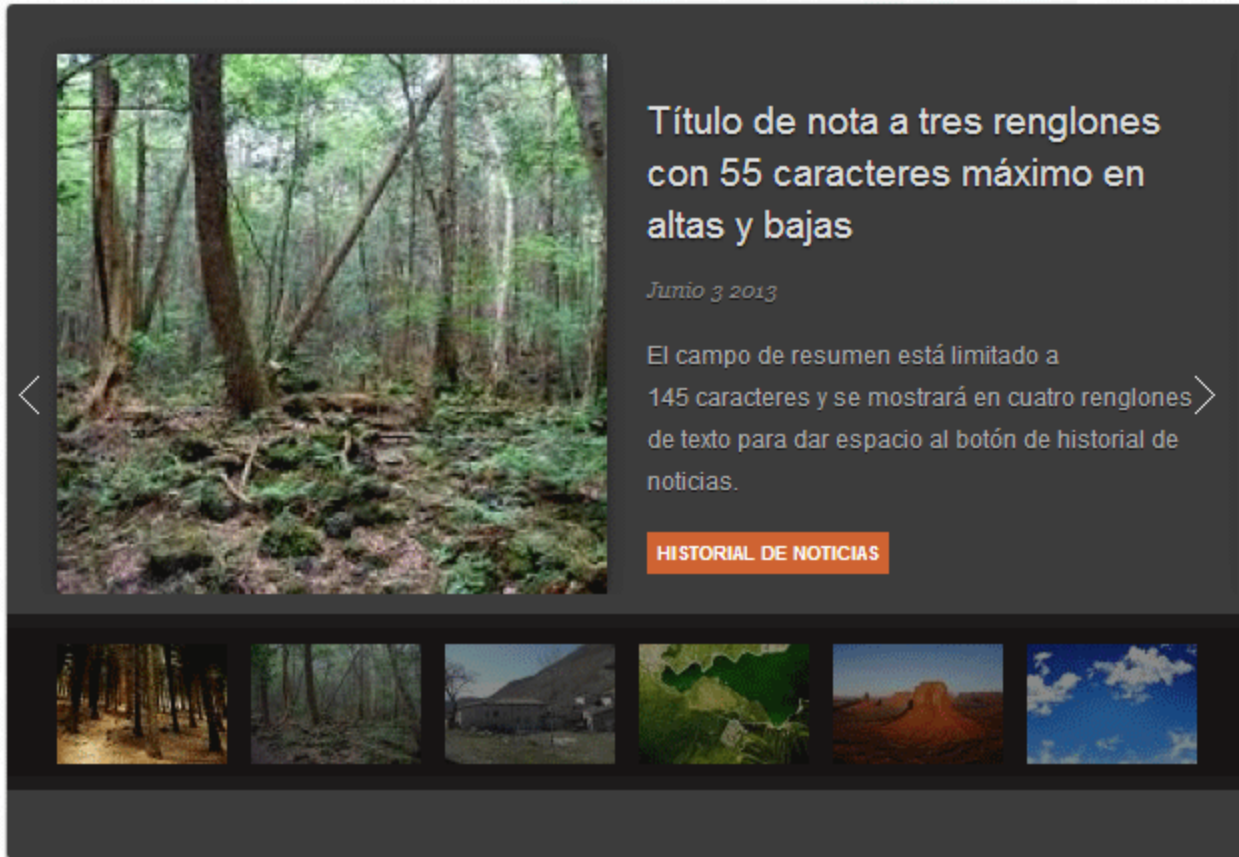 Título de nota a tres renglones
con 55 caracteres máximo en
altas y bajas
Junio 3 2013
El campo de resumen está limitado a
145 caracteres y se mostrará en cuatro renglones
de texto para dar espacio al botón de historial de
noticias.
HISTORIAL DE NOTICIAS